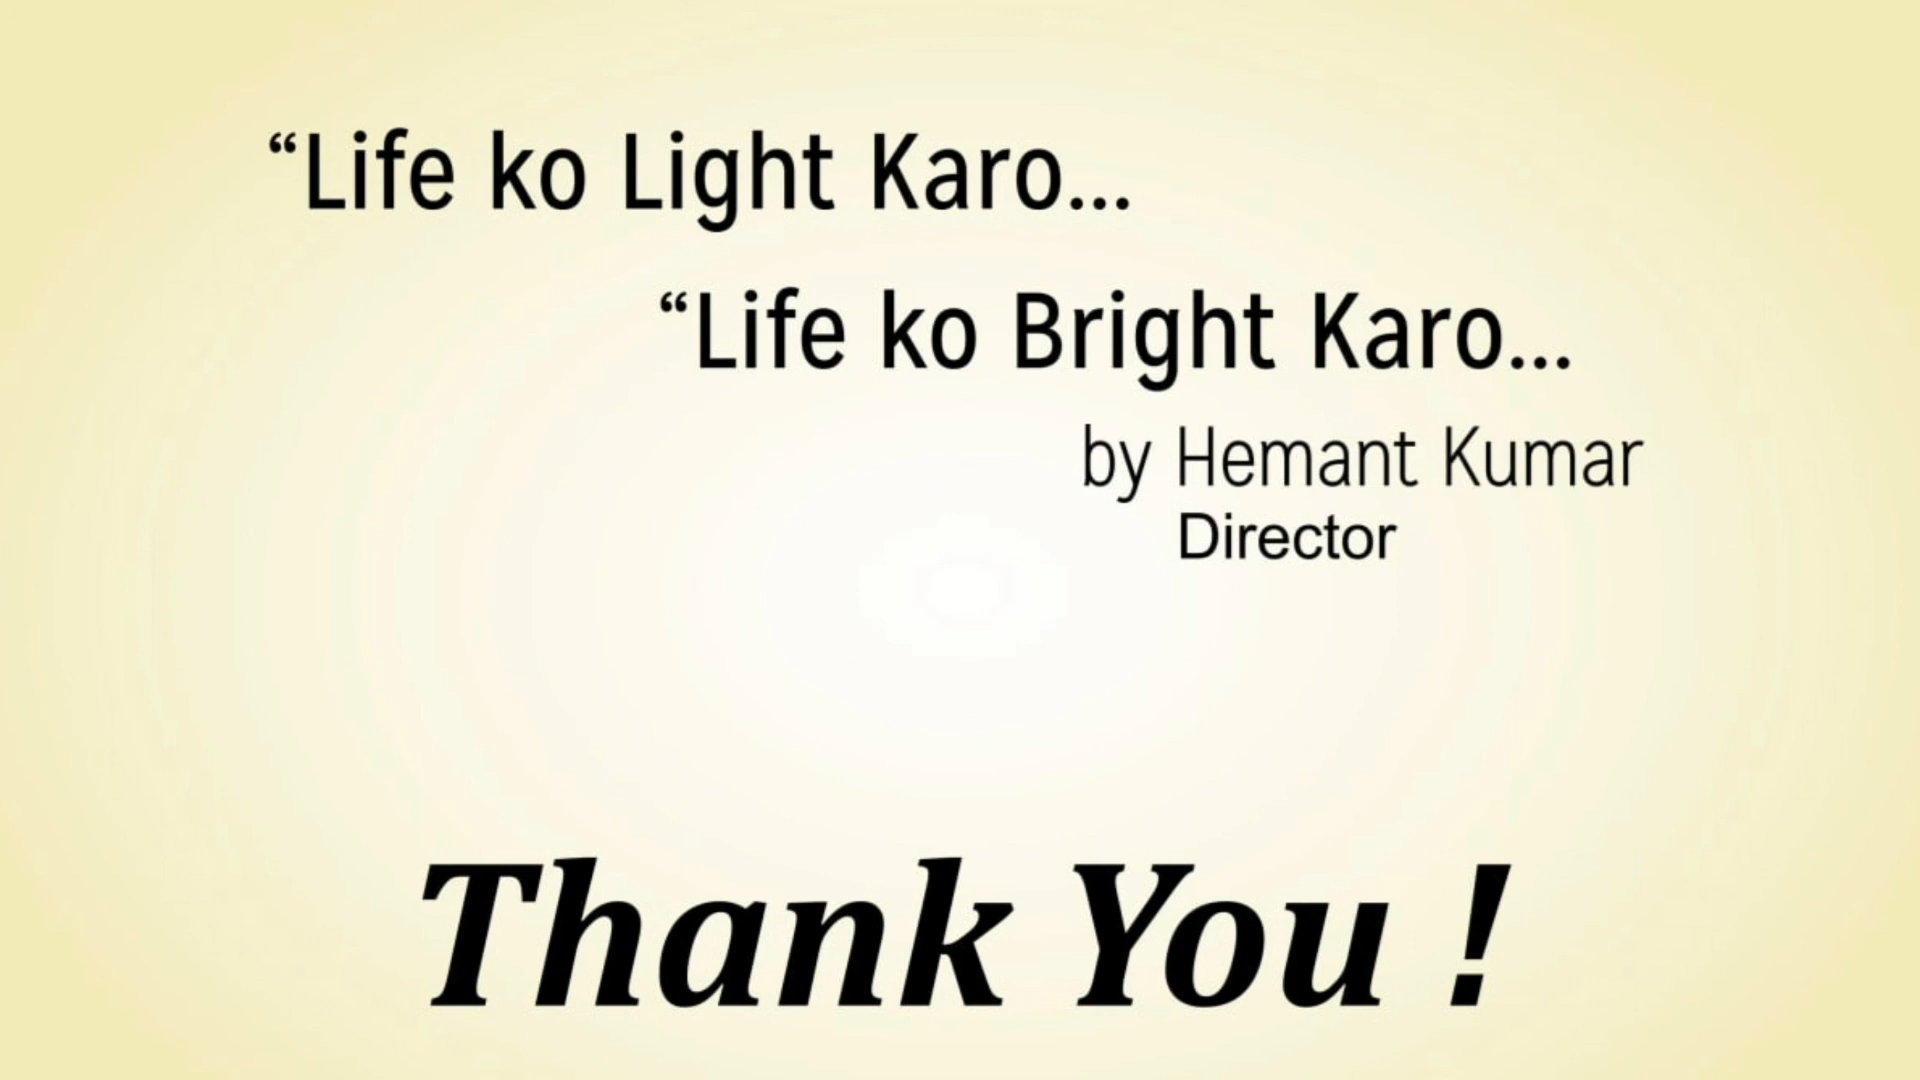 “Life ko Light Karo...
“Life ko Bright Karo...
by Hemant Kumar
Director
Thank You !